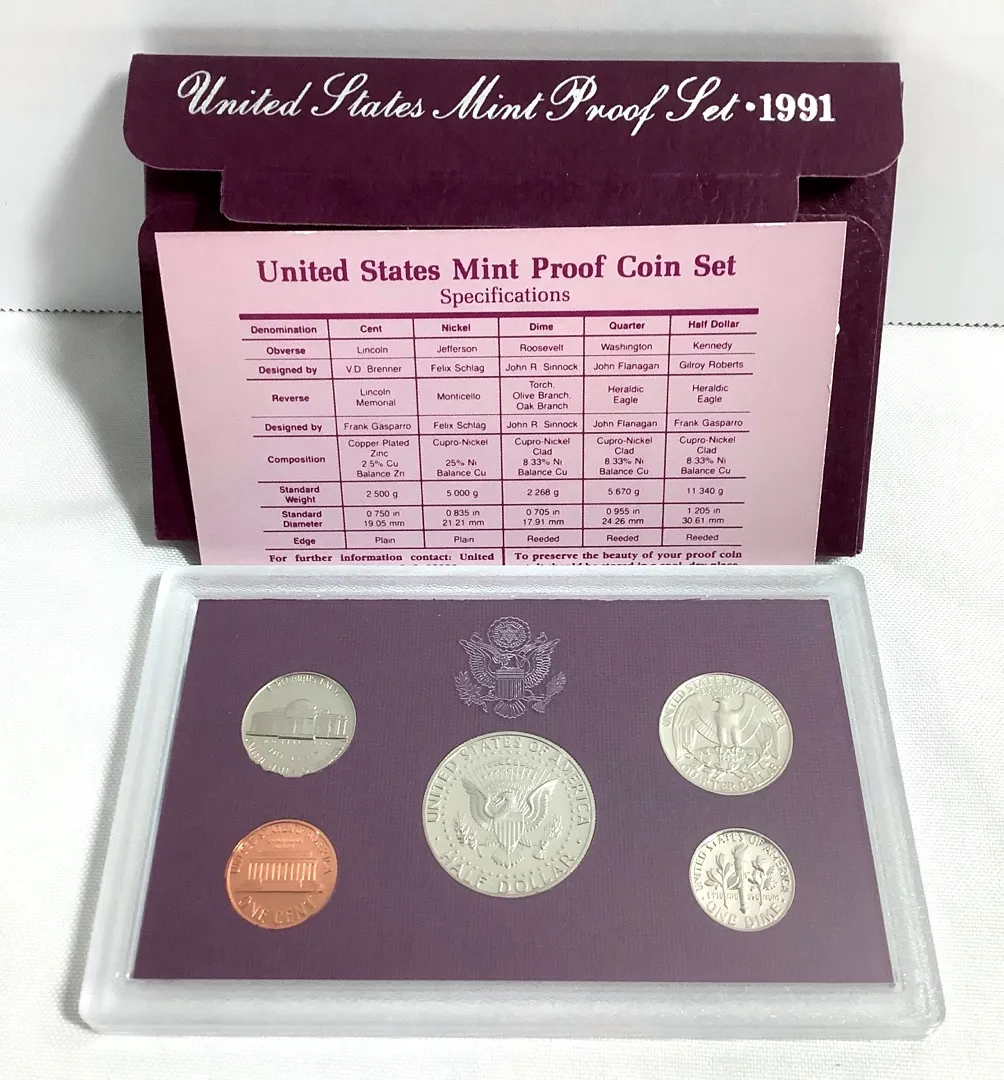 United States Mint Proof Set • 1991
United States Mint Proof Coin Set
Specifications
Denomination Cent Nickel Dime Quarter Half Dollar
Obverse Lincoln Jefferson Roosevelt Washington Kennedy
Designed by V.D. Brenner Felix Schlag John R. Sinnock John Flanagan Gilroy Roberts
Reverse Lincoln Memorial Monticello Torch, Olive Branch, Oak Branch Heraldic Eagle Heraldic Eagle
Designed by Frank Gasparro Felix Schlag John R. Sinnock John Flanagan Frank Gasparro
Composition Copper Plated Zinc 2.5% Cu Balance Zn Cupro-Nickel 25% Ni Balance Cu Cupro-Nickel Clad 8.33% Ni Balance Cu Cupro-Nickel Clad 8.33% Ni Balance Cu Cupro-Nickel Clad 8.33% Ni Balance Cu
Standard Weight 2.500 g 5.000 g 2.268 g 5.670 g 11.340 g
Standard Diameter 0.750 in 19.05 mm 0.835 in 21.21 mm 0.705 in 17.91 mm 0.955 in 24.26 mm 1.205 in 30.61 mm
Edge Plain Plain Reeded Reeded Reeded
For further information contact: United
To preserve the beauty of your proof coin
E PLURIBUS UNUM
UNITED STATES OF AMERICA
QUARTER DOLLAR
UNITED STATES OF AMERICA
HALF DOLLAR
UNITED STATES OF AMERICA
ONE CENT
UNITED STATES OF AMERICA
ONE DIME